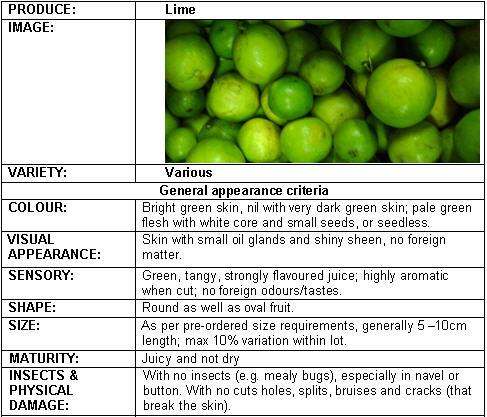 PRODUCE: Lime
IMAGE:
VARIETY: Various
General appearance criteria
COLOUR: Bright green skin, nil with very dark green skin; pale green
flesh with white core and small seeds, or seedless.
VISUAL APPEARANCE: Skin with small oil glands and shiny sheen, no foreign
matter.
SENSORY: Green, tangy, strongly flavoured juice; highly aromatic
when cut; no foreign odours/tastes.
SHAPE: Round as well as oval fruit.
SIZE: As per pre-ordered size requirements, generally 5 –10cm
length; max 10% variation within lot.
MATURITY: Juicy and not dry
INSECTS & PHYSICAL DAMAGE: With no insects (e.g. mealy bugs), especially in navel or
button. With no cuts holes, splits, bruises and cracks (that
break the skin).